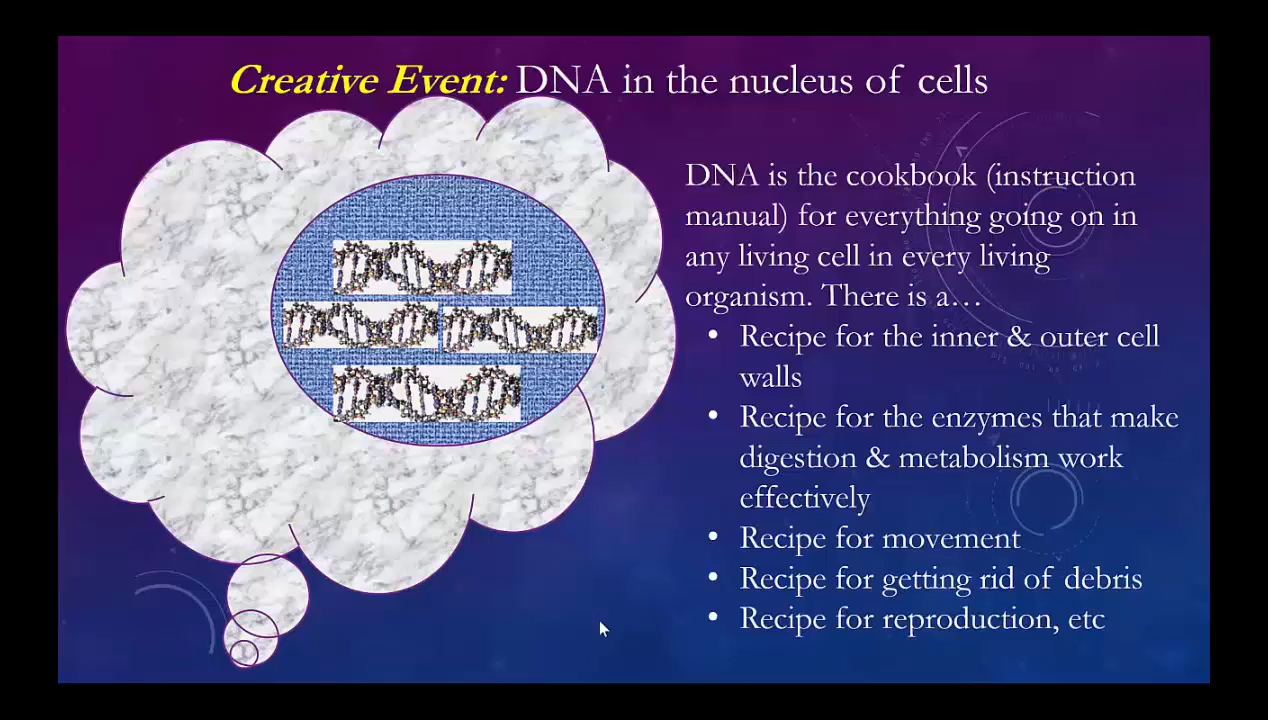 Creative Event: DNA in the nucleus of cells
DNA is the cookbook (instruction
manual) for everything going on in
any living cell in every living
organism. There is a…
• Recipe for the inner & outer cell
walls
• Recipe for the enzymes that make
digestion & metabolism work
effectively
• Recipe for movement
• Recipe for getting rid of debris
• Recipe for reproduction, etc